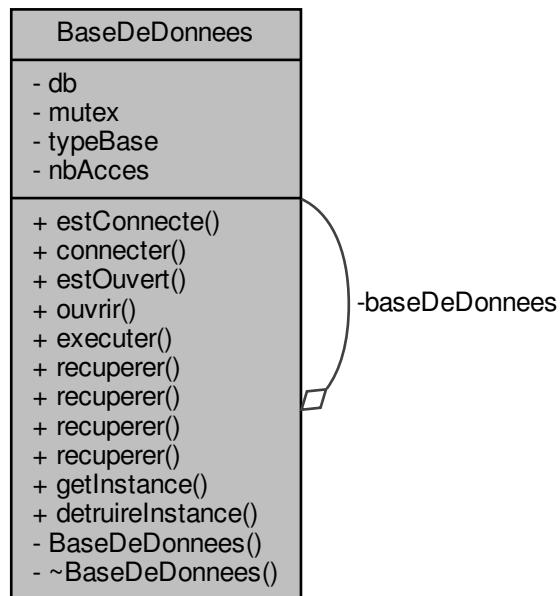 BaseDeDonnees
- db
- mutex
- typeBase
- nbAcces
+ estConnecte()
+ connecter()
+ estOuvert()
+ ouvrir()
+ executer()
+ recuperer()
+ recuperer()
+ recuperer()
+ recuperer()
+ getInstance()
+ detruireInstance()
- BaseDeDonnees()
- ~BaseDeDonnees()
-baseDeDonnees